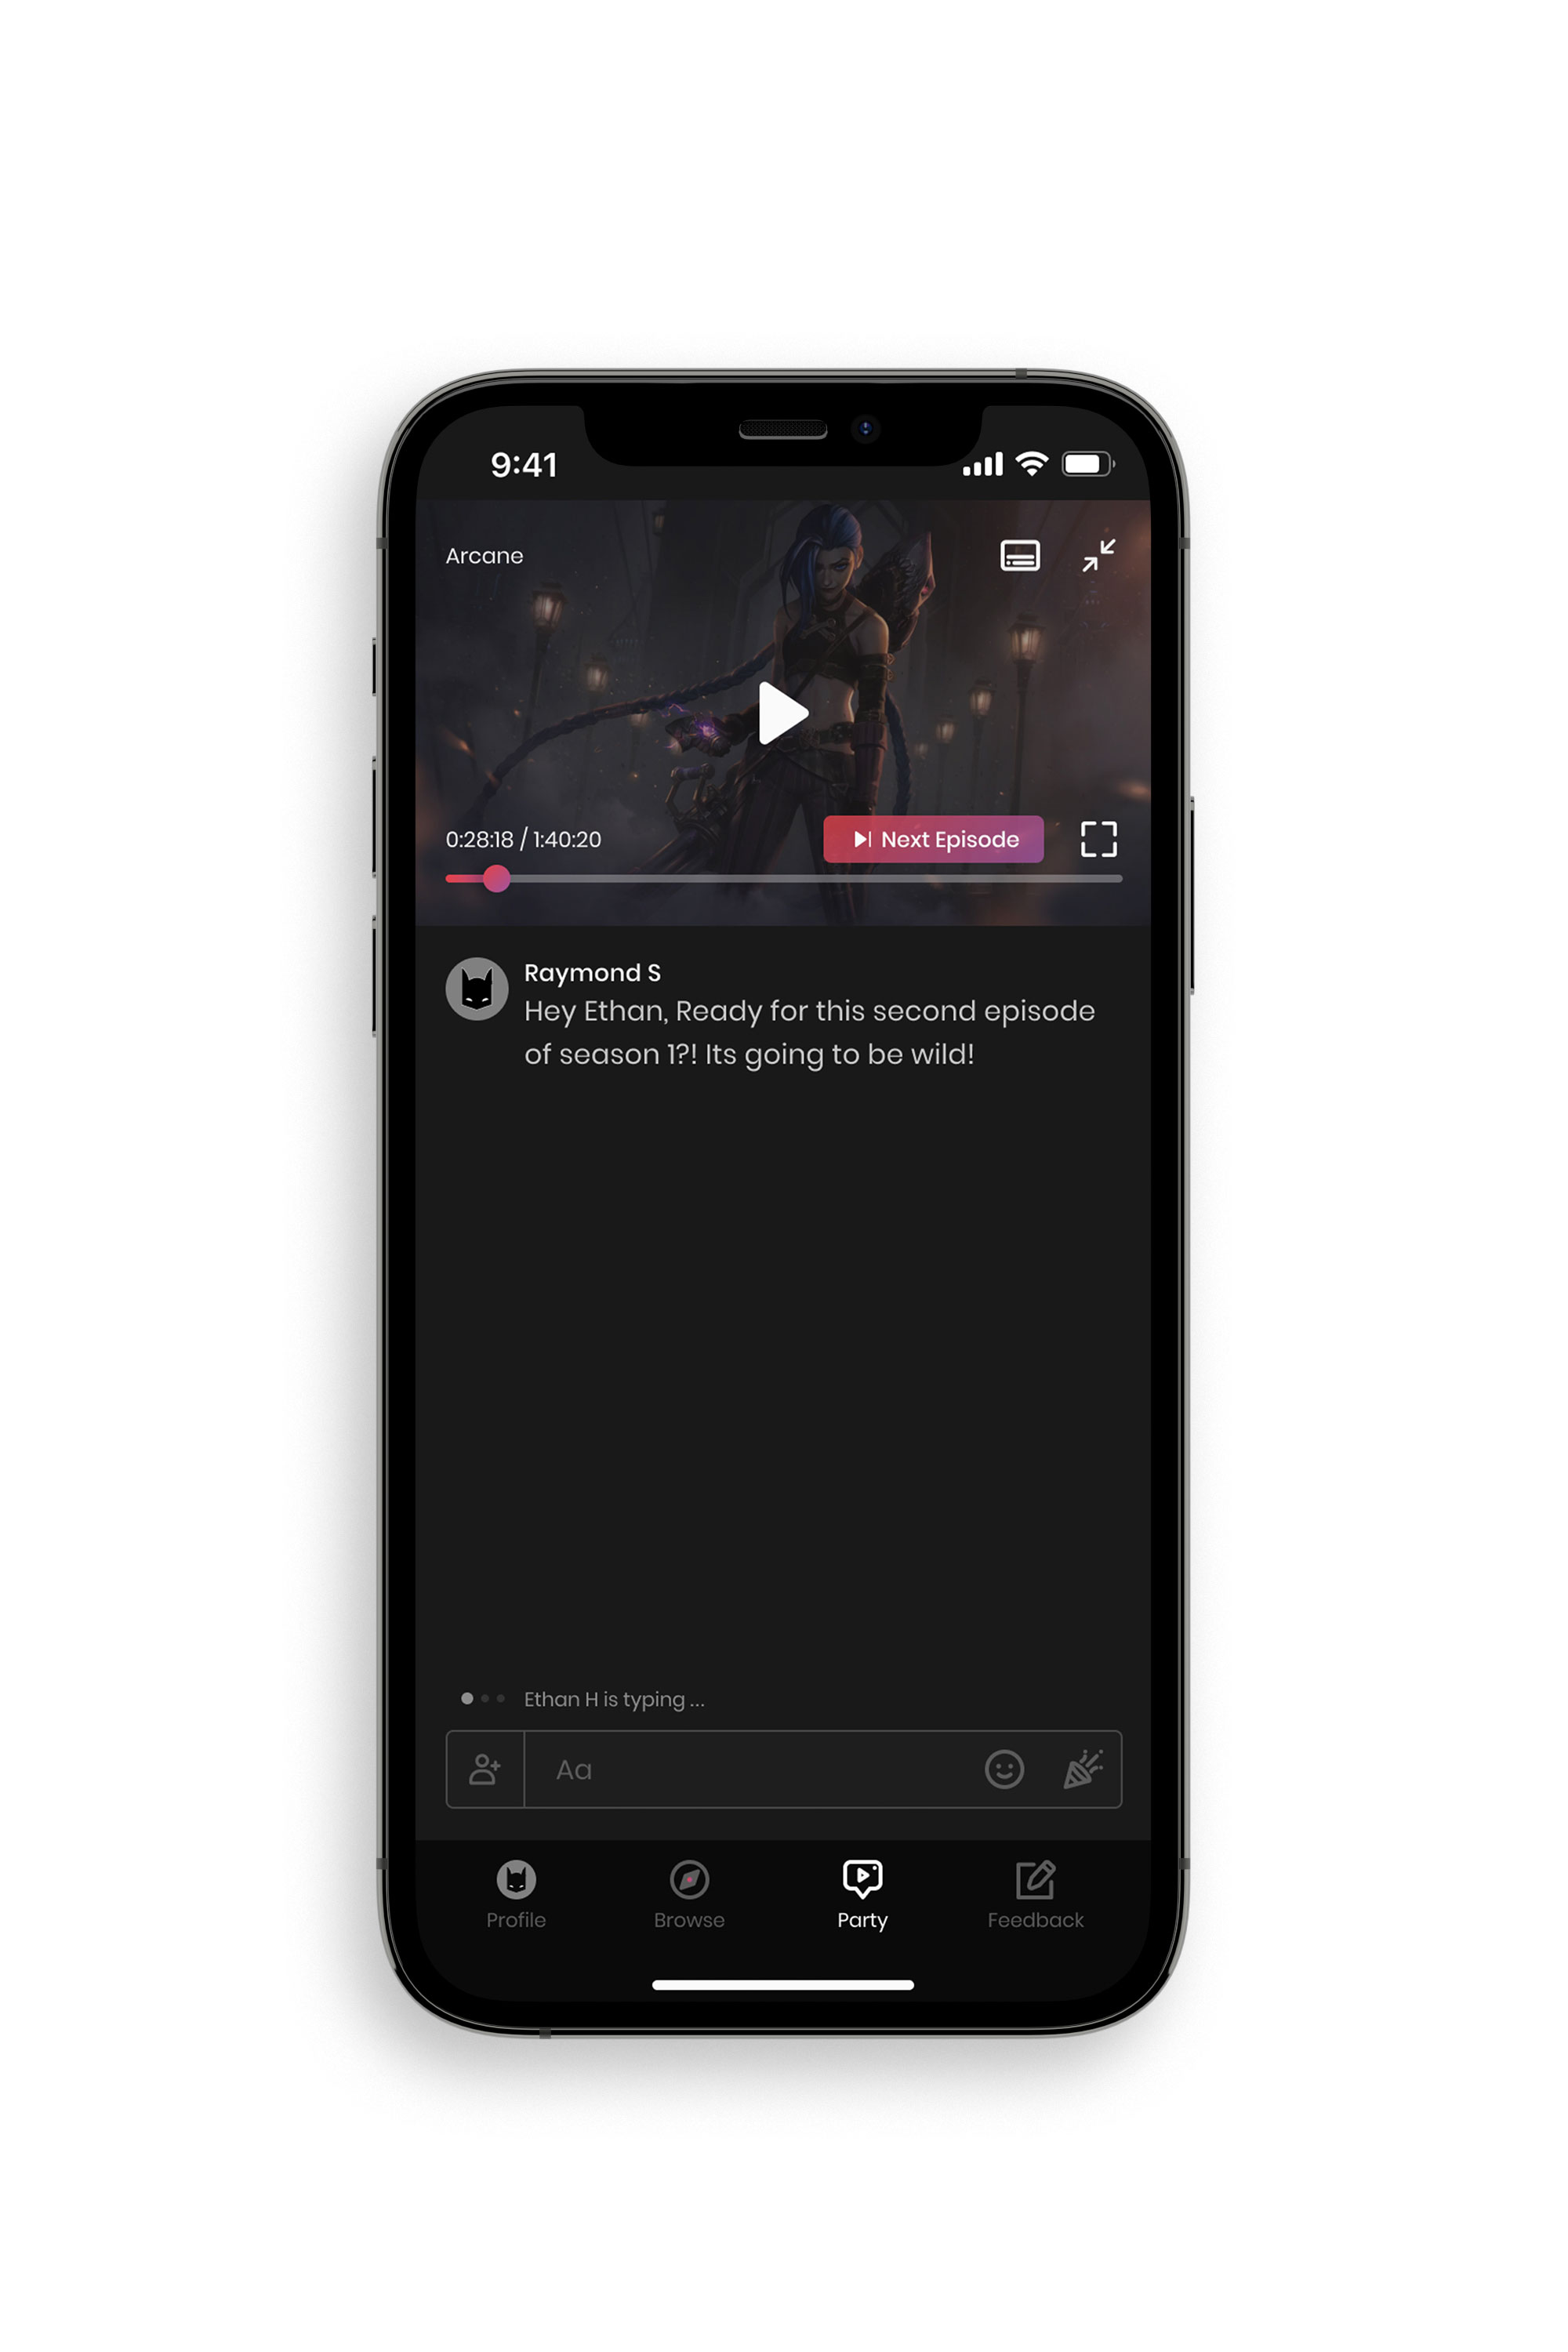 9:41
Arcane
0:28:18 / 1:40:20
Next Episode
Raymond S
Hey Ethan, Ready for this second episode
of season 1?! Its going to be wild!
Ethan H is typing ...
Aa
Profile
Browse
Party
Feedback